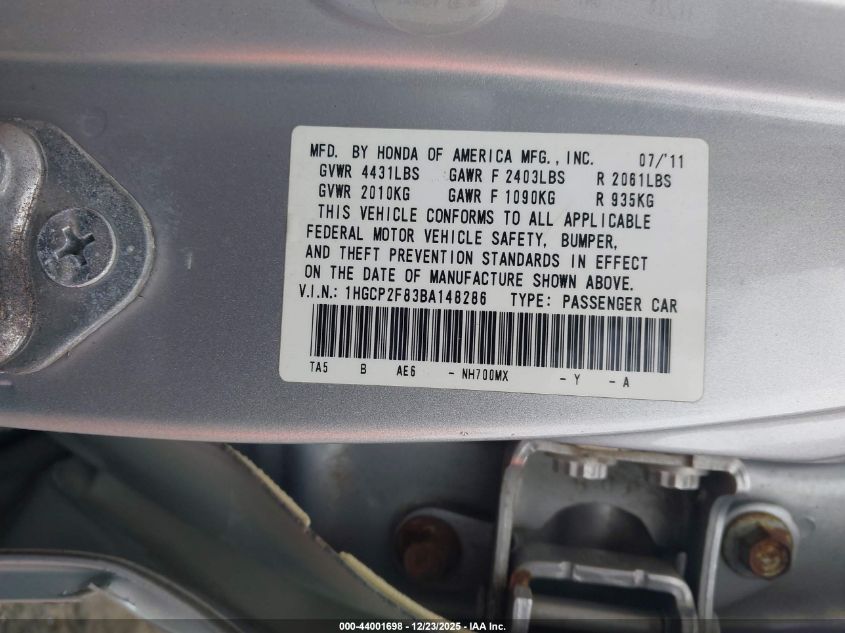 MFD. BY HONDA OF AMERICA MFG., INC. 07/'11
GVWR 4431LBS GAWR F 2403LBS R 2061LBS
GVWR 2010KG GAWR F 1090KG R 935KG
THIS VEHICLE CONFORMS TO ALL APPLICABLE
FEDERAL MOTOR VEHICLE SAFETY, BUMPER,
AND THEFT PREVENTION STANDARDS IN EFFECT
ON THE DATE OF MANUFACTURE SHOWN ABOVE.
V.I.N.: 1HGCP2F83BA148286 TYPE: PASSENGER CAR
TA5 B AE6 - NH700MX - Y - A
000-44001698 - 12/23/2025 - IAA Inc.